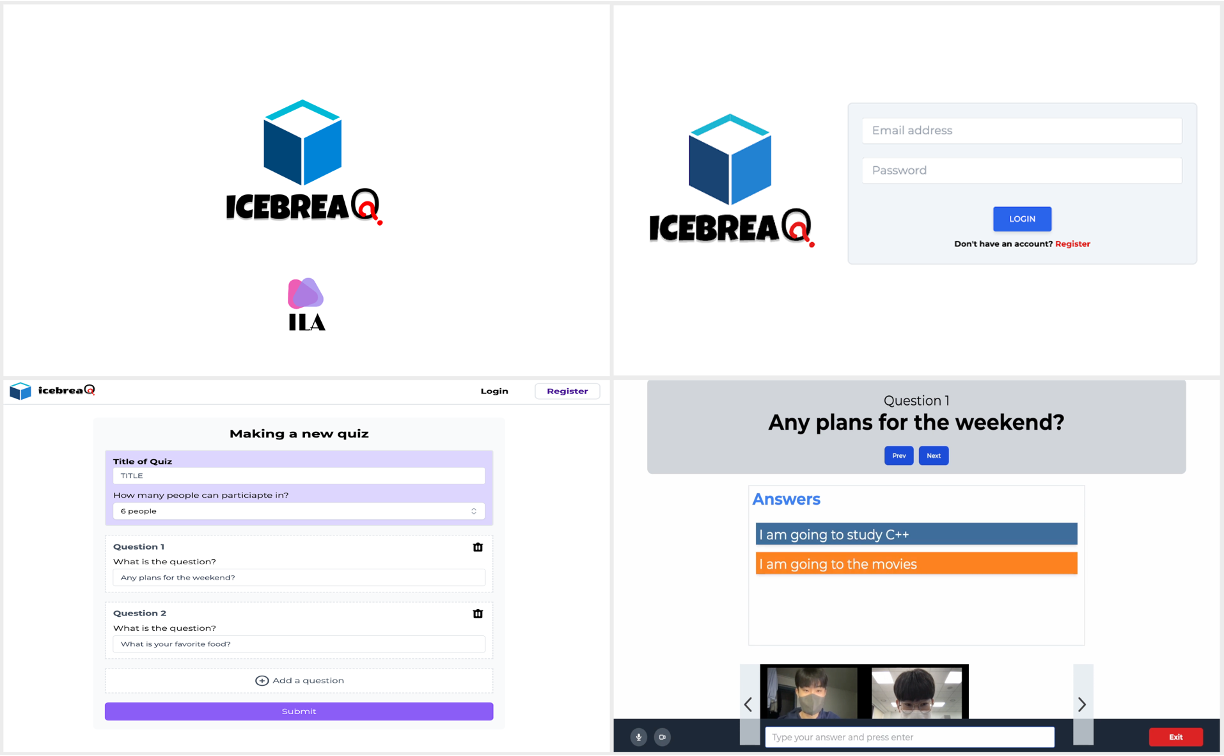 ICEBREAQ.
ILA
ICEBREAQ.
Email address
Password
LOGIN
Don't have an account? Register
icebreaQ.
Login
Register
Making a new quiz
Title of Quiz
TITLE
How many people can particiapte in?
6 people
Question 1
What is the question?
Any plans for the weekend?
Question 2
What is the question?
What is your favorite food?
Add a question
Submit
Question 1
Any plans for the weekend?
Prev
Next
Answers
I am going to study C++
I am going to the movies
Type your answer and press enter
Exit